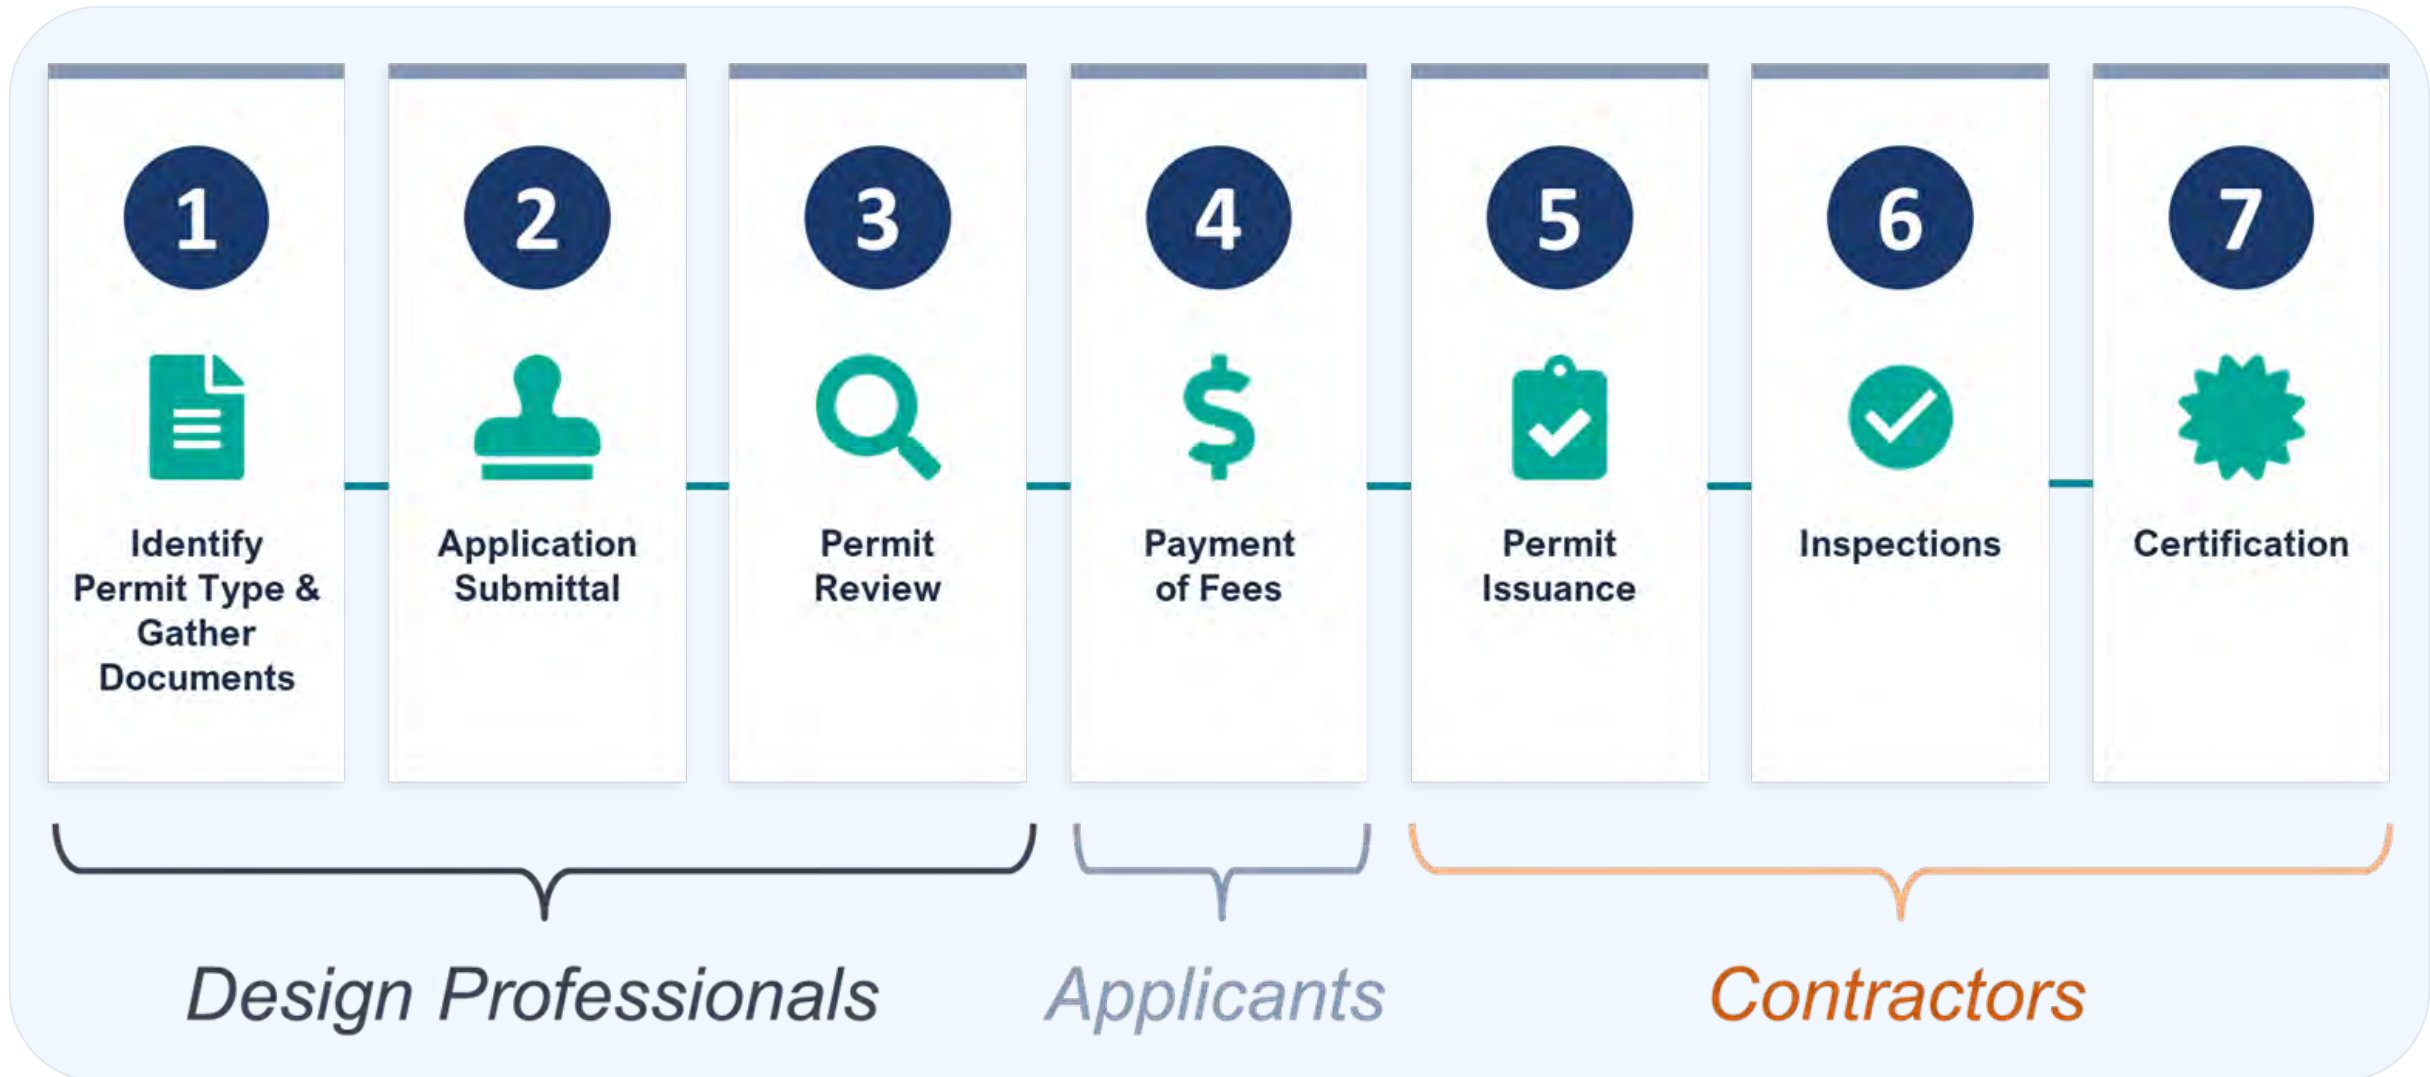 1
Identify
Permit Type &
Gather
Documents
2
Application
Submittal
3
Permit
Review
4
Payment
of Fees
5
Permit
Issuance
6
Inspections
7
Certification
Design Professionals
Applicants
Contractors